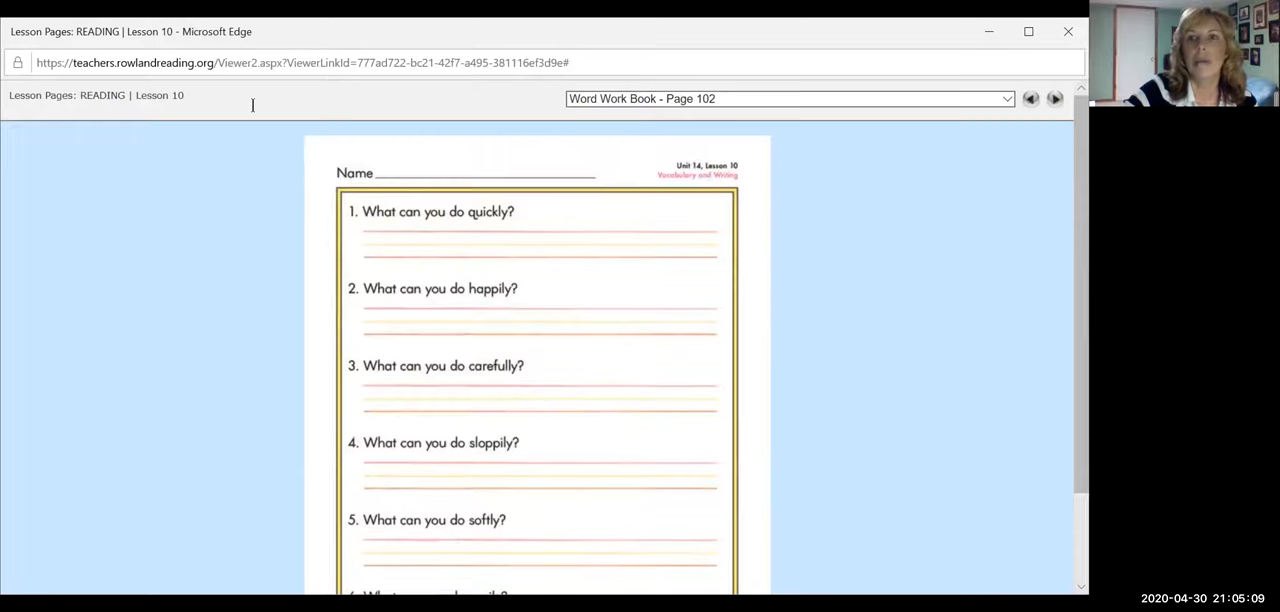 Lesson Pages: READING | Lesson 10 - Microsoft Edge
https://teachers.rowlandreading.org/Viewer2.aspx?ViewerLinkId=777ad722-bc21-42f7-a495-381116ef3d9e#
Lesson Pages: READING | Lesson 10
Word Work Book - Page 102
Name
Unit 14, Lesson 10
Vocabulary and Writing
1. What can you do quickly?
2. What can you do happily?
3. What can you do carefully?
4. What can you do sloppily?
5. What can you do softly?
2020-04-30 21:05:09